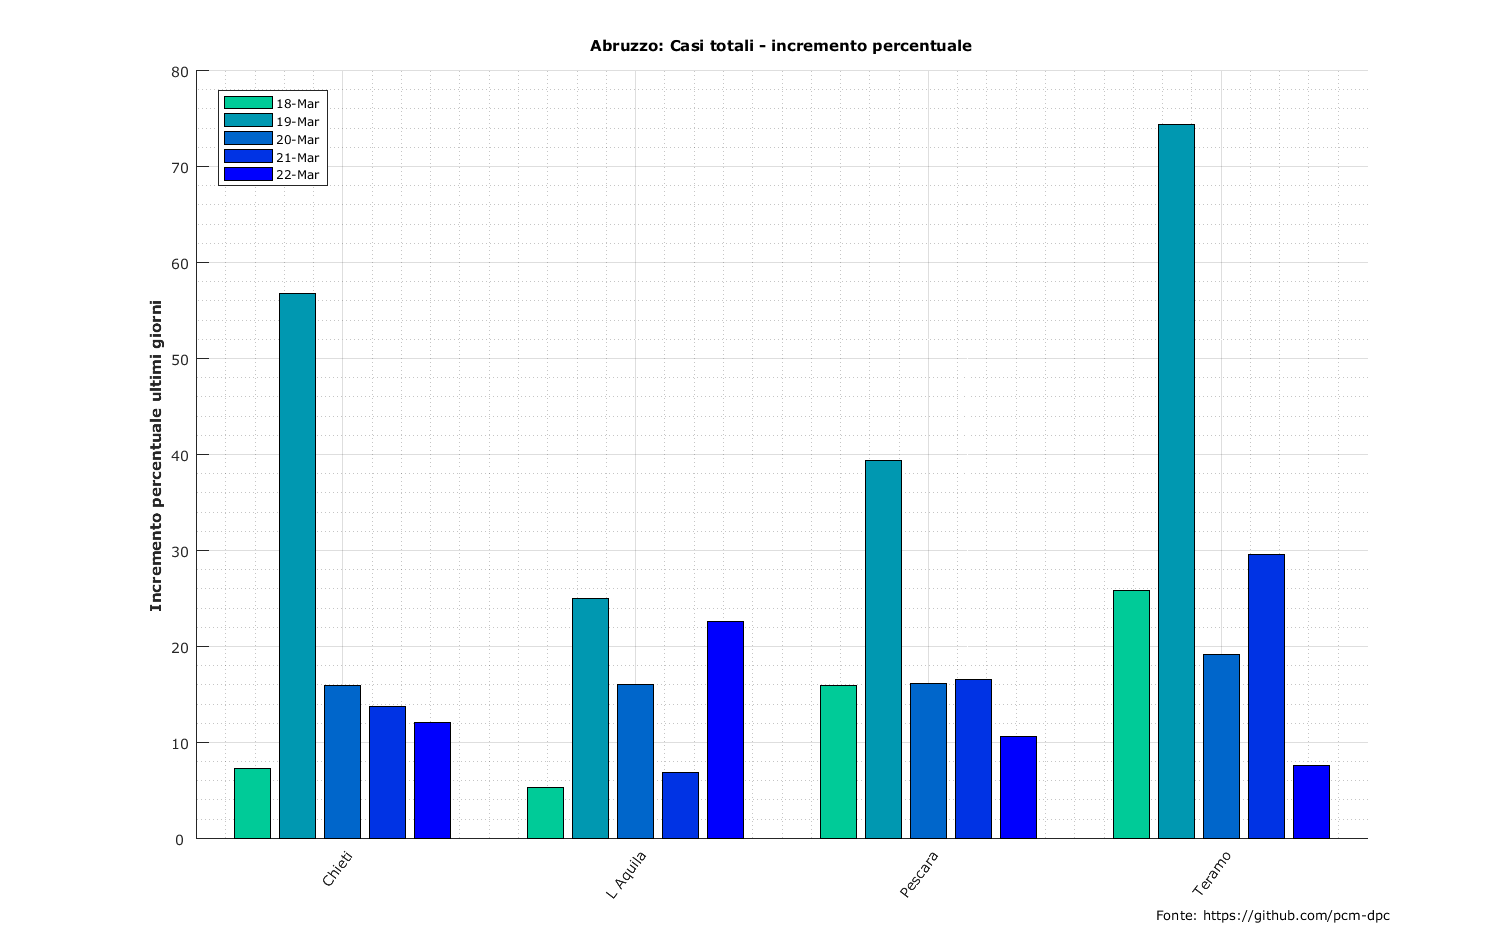 Abruzzo: Casi totali - incremento percentuale
80
70
60
50
40
30
20
10
0
Incremento percentuale ultimi giorni
18-Mar
19-Mar
20-Mar
21-Mar
22-Mar
Chieti
L Aquila
Pescara
Teramo
Fonte: https://github.com/pcm-dpc